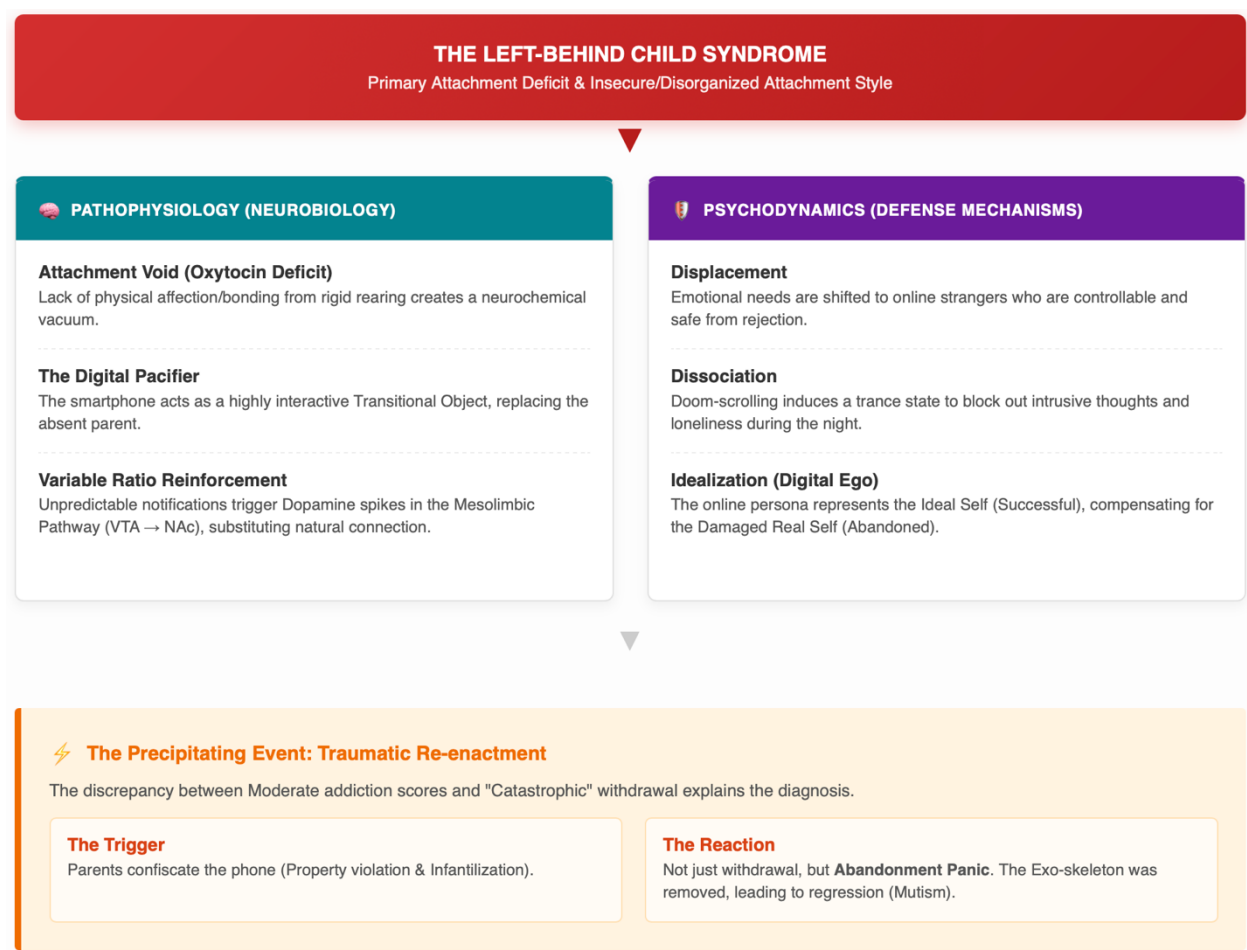 THE LEFT-BEHIND CHILD SYNDROME
Primary Attachment Deficit & Insecure/Disorganized Attachment Style
PATHOPHYSIOLOGY (NEUROBIOLOGY)
Attachment Void (Oxytocin Deficit)
Lack of physical affection/bonding from rigid rearing creates a neurochemical
vacuum.
The Digital Pacifier
The smartphone acts as a highly interactive Transitional Object, replacing the
absent parent.
Variable Ratio Reinforcement
Unpredictable notifications trigger Dopamine spikes in the Mesolimbic
Pathway (VTA → NAc), substituting natural connection.
PSYCHODYNAMICS (DEFENSE MECHANISMS)
Displacement
Emotional needs are shifted to online strangers who are controllable and
safe from rejection.
Dissociation
Doom-scrolling induces a trance state to block out intrusive thoughts and
loneliness during the night.
Idealization (Digital Ego)
The online persona represents the Ideal Self (Successful), compensating for
the Damaged Real Self (Abandoned).
The Precipitating Event: Traumatic Re-enactment
The discrepancy between Moderate addiction scores and "Catastrophic" withdrawal explains the diagnosis.
The Trigger
Parents confiscate the phone (Property violation & Infantilization).
The Reaction
Not just withdrawal, but Abandonment Panic. The Exo-skeleton was
removed, leading to regression (Mutism).